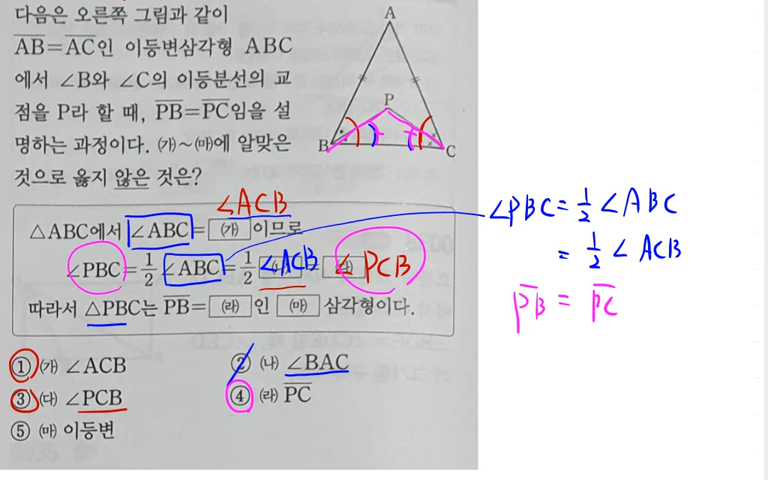 다음은 오른쪽 그림과 같이
AB=AC인 이등변삼각형 ABC
에서 ∠B와 ∠C의 이등분선의 교
점을 P라 할 때, PB=PC임을 설
명하는 과정이다. ㈎~㈒에 알맞은
것으로 옳지 않은 것은?
A
P
B
C
∠ACB
△ABC에서 ∠ABC= ㈎ 이므로
∠PBC=1/2∠ABC=1/2 ∠ACB = ∠PCB
따라서 △PBC는 PB= ㈑ 인 ㈒ 삼각형이다.
① ㈎ ∠ACB
② ㈏ ∠BAC
③ ㈐ ∠PCB
④ ㈑ PC
⑤ ㈒ 이등변
∠PBC = 1/2 ∠ABC
= 1/2 ∠ACB
PB = PC